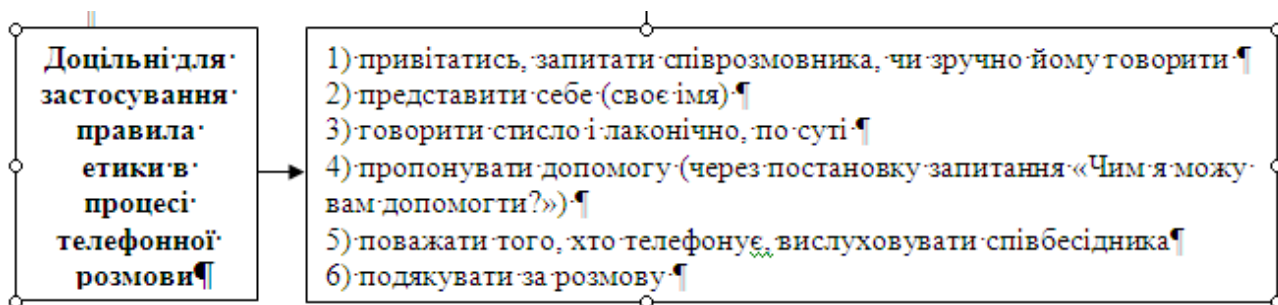 Доцільні для
застосування
правила
етики в
процесі
телефонної
розмови¶
1) привітатись, запитати співрозмовника, чи зручно йому говорити ¶
2) представити себе (своє імя) ¶
3) говорити стисло і лаконічно, по суті ¶
4) пропонувати допомогу (через постановку запитання «Чим я можу
вам допомогти?») ¶
5) поважати того, хто телефонує, вислуховувати співбесідника¶
6) подякувати за розмову ¶